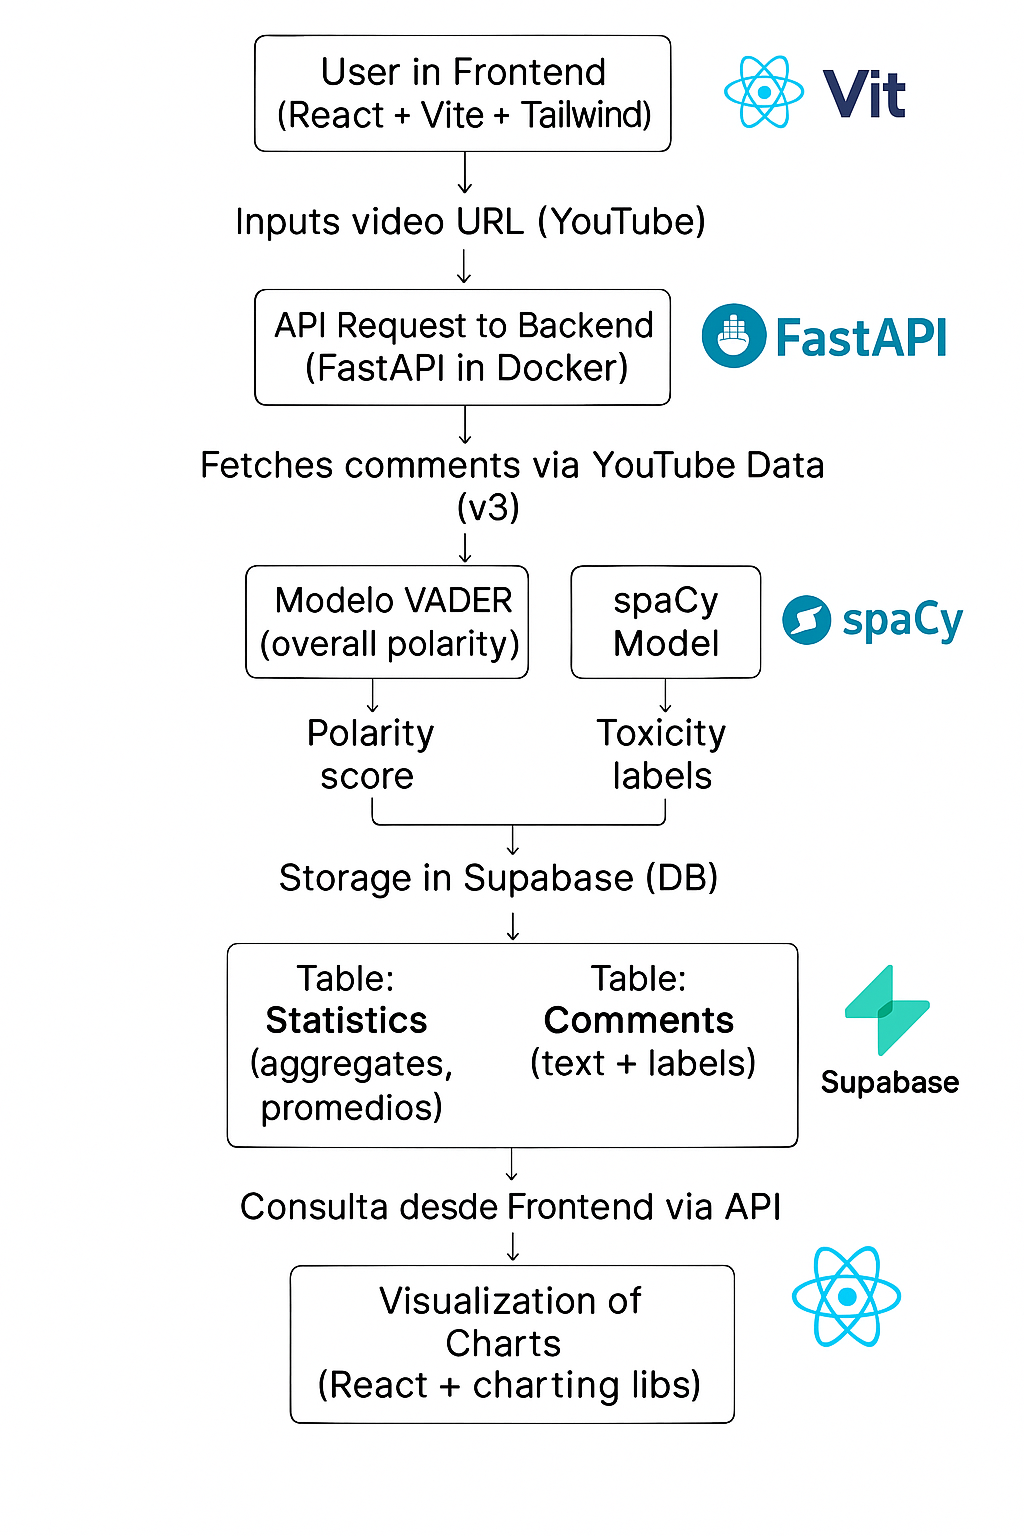 User in Frontend
(React + Vite + Tailwind)
Vit
Inputs video URL (YouTube)
API Request to Backend
(FastAPI in Docker)
FastAPI
Fetches comments via YouTube Data
(v3)
Modelo VADER
(overall polarity)
spaCy
Model
spaCy
Polarity
score
Toxicity
labels
Storage in Supabase (DB)
Table:
Statistics
(aggregates,
promedios)
Table:
Comments
(text + labels)
Supabase
Consulta desde Frontend via API
Visualization of
Charts
(React + charting libs)